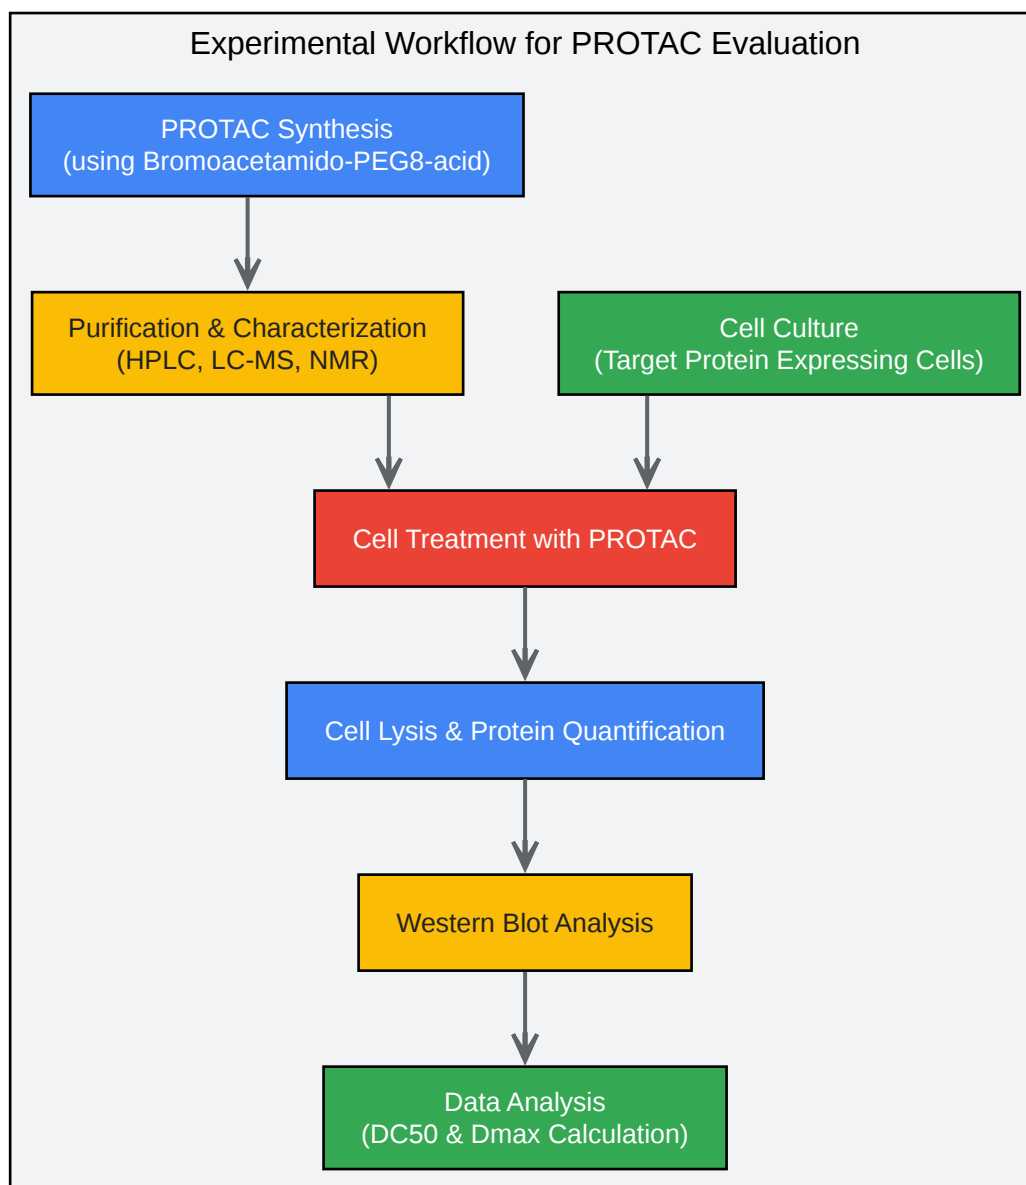 Experimental Workflow for PROTAC Evaluation
PROTAC Synthesis
(using Bromoacetamido-PEG8-acid)
Purification & Characterization
(HPLC, LC-MS, NMR)
Cell Culture
(Target Protein Expressing Cells)
Cell Treatment with PROTAC
Cell Lysis & Protein Quantification
Western Blot Analysis
Data Analysis
(DC50 & Dmax Calculation)